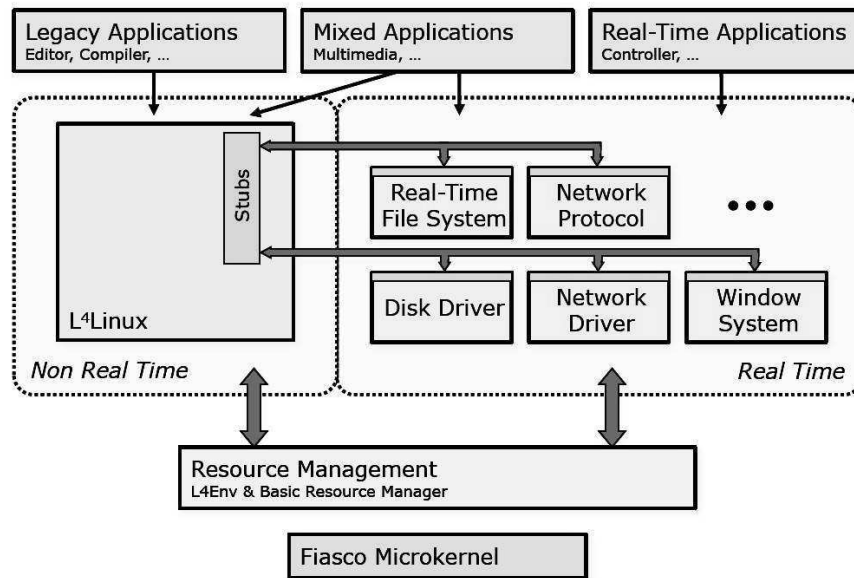 Legacy Applications
Editor, Compiler, ...
Mixed Applications
Multimedia, ...
Real-Time Applications
Controller, ...
Stubs
Real-Time
File System
Network
Protocol
L⁴Linux
Disk Driver
Network
Driver
Window
System
Non Real Time
Real Time
Resource Management
L4Env & Basic Resource Manager
Fiasco Microkernel